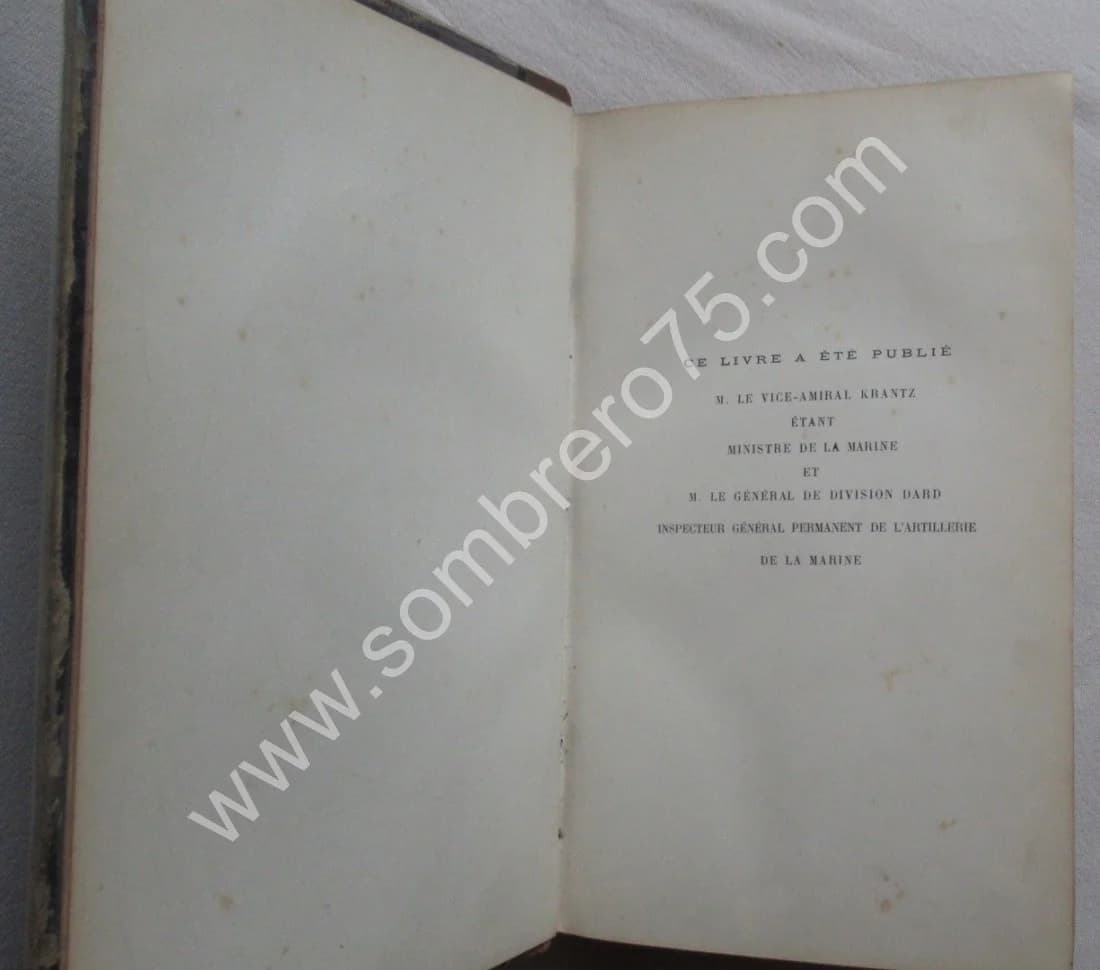 CE LIVRE A ÉTÉ PUBLIÉ
M. LE VICE-AMIRAL KRANTZ
ÉTANT
MINISTRE DE LA MARINE
ET
M. LE GÉNÉRAL DE DIVISION DARD
INSPECTEUR GÉNÉRAL PERMANENT DE L'ARTILLERIE
DE LA MARINE
www.sombrero75.com